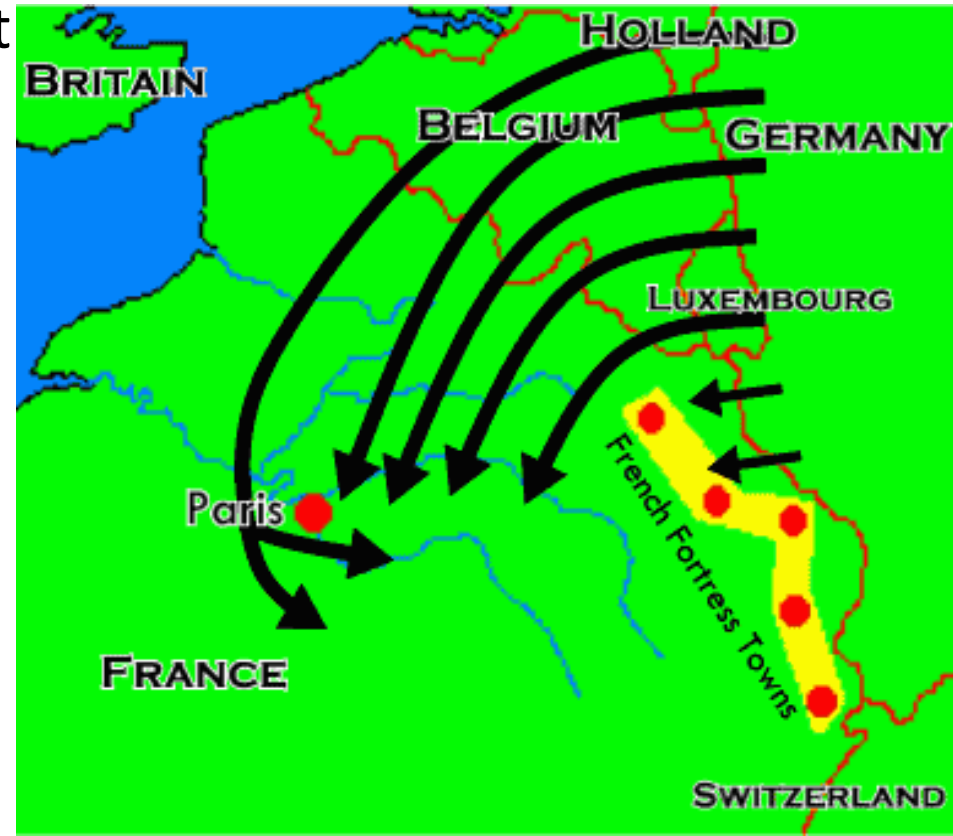 t
HOLLAND
BRITAIN
BELGIUM
GERMANY
LUXEMBOURG
French Fortress Towns
Paris
FRANCE
SWITZERLAND